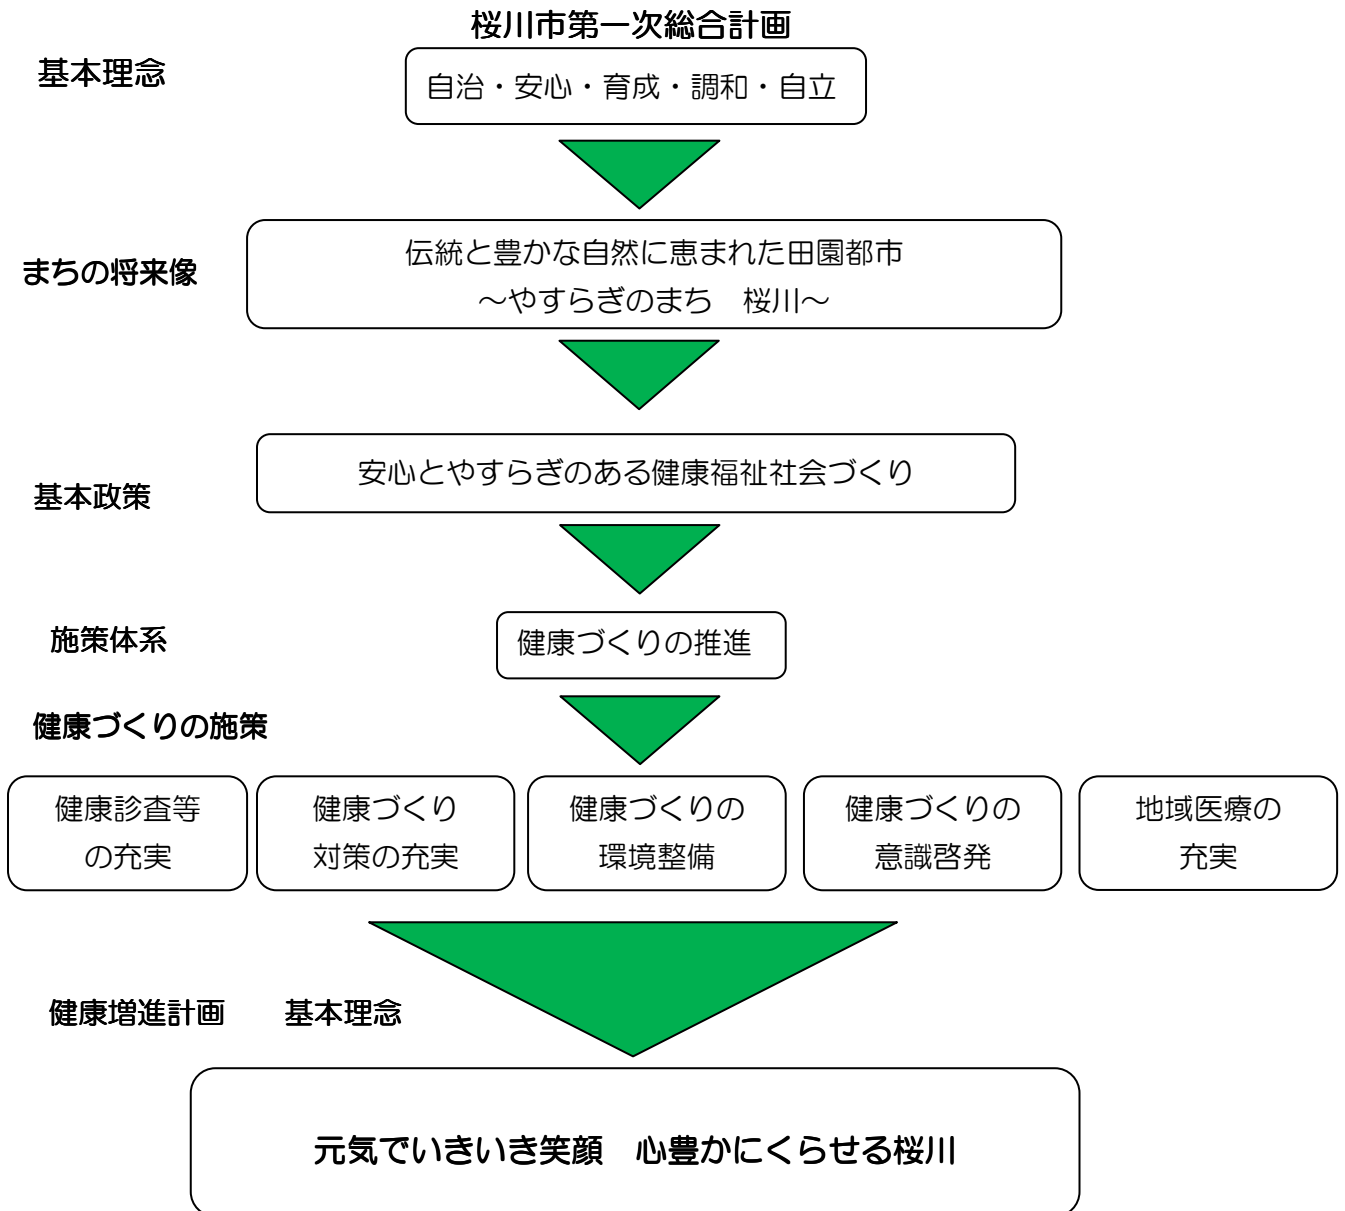 桜川市第一次総合計画
基本理念
自治・安心・育成・調和・自立
まちの将来像
伝統と豊かな自然に恵まれた田園都市
～やすらぎのまち　桜川～
基本政策
安心とやすらぎのある健康福祉社会づくり
施策体系
健康づくりの推進
健康づくりの施策
健康診査等
の充実
健康づくり
対策の充実
健康づくりの
環境整備
健康づくりの
意識啓発
地域医療の
充実
健康増進計画　　基本理念
元気でいきいき笑顔　心豊かにくらせる桜川